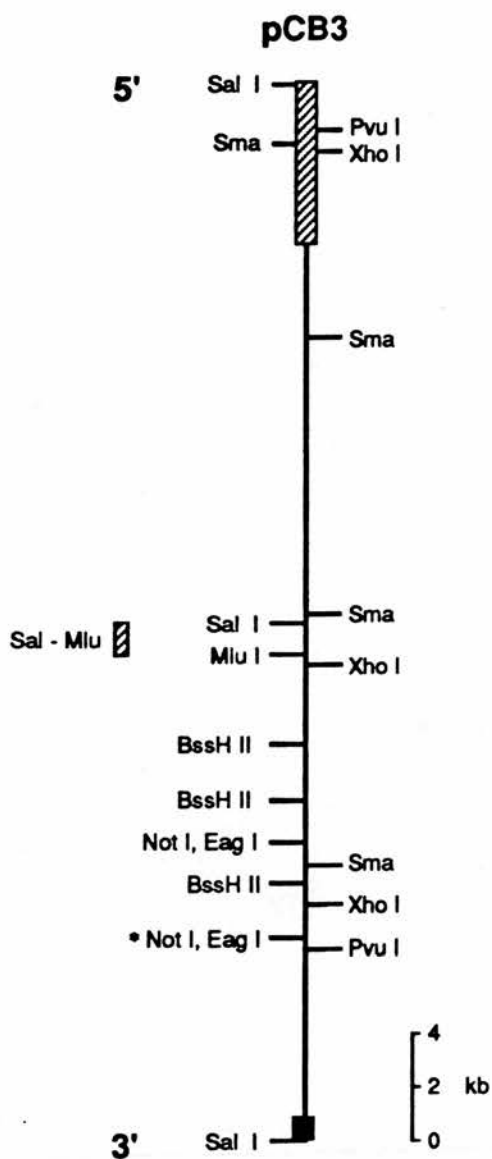 pCB3
5'
Sal I
Pvu I
Sma
Xho I
Sma
Sma
Sal I
Sal - Mlu
Mlu I
Xho I
BssH II
BssH II
Not I, Eag I
Sma
BssH II
Xho I
* Not I, Eag I
Pvu I
4
2 kb
0
3'
Sal I